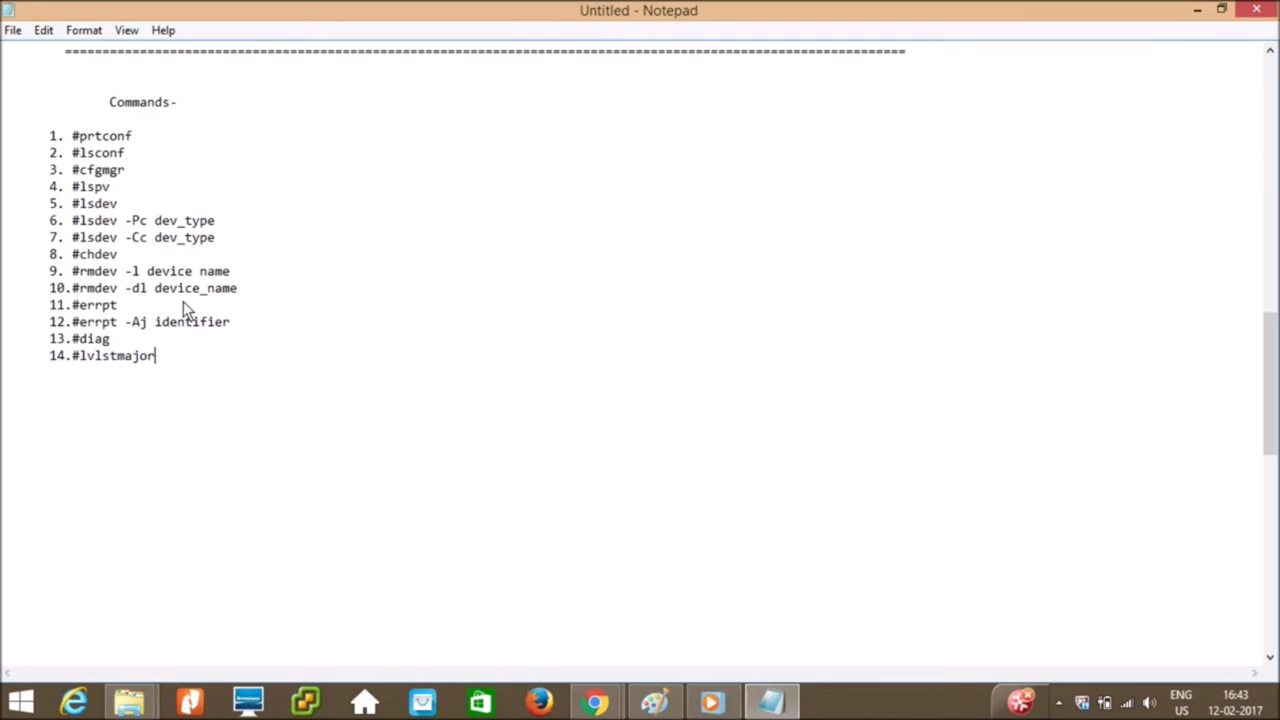 Untitled - Notepad
File Edit Format View Help
================================================================================================================
Commands-
1. #prtconf
2. #lsconf
3. #cfgmgr
4. #lspv
5. #lsdev
6. #lsdev -Pc dev_type
7. #lsdev -Cc dev_type
8. #chdev
9. #rmdev -l device name
10.#rmdev -dl device_name
11.#errpt
12.#errpt -Aj identifier
13.#diag
14.#lvlstmajor
ENG 16:43
US 12-02-2017